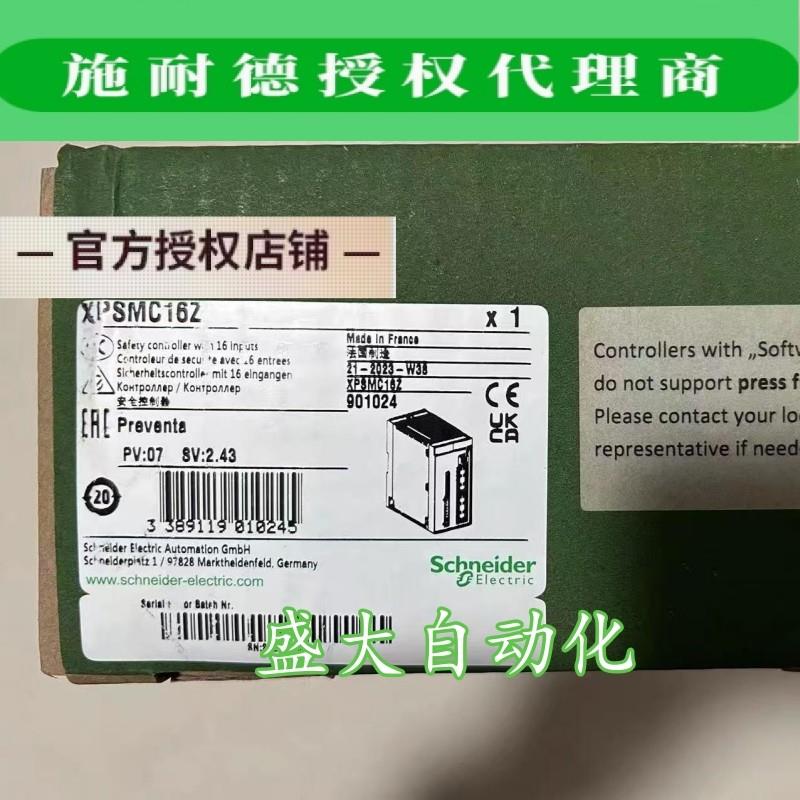 施耐德授权代理商
官方授权店铺
XPSMC16Z
x 1
Safety controller with 16 inputs
Controleur de securite avec 16 entrees
Sicherheitscontroller mit 16 eingangen
Контроллер / Контроллер
安全控制器
Made in France
法国制造
21-2023-W38
XPSMC16Z
901024
CE
UK
CA
EAC
Preventa
PV:07 SV:2.43
20
3 389119 010245
Schneider Electric Automation GmbH
Schneiderplatz 1 / 97828 Marktheidenfeld, Germany
www.schneider-electric.com
Schneider
Electric
Serial or Batch Nr.
盛大自动化
Controllers with „Softw
do not support press f
Please contact your lo
representative if need